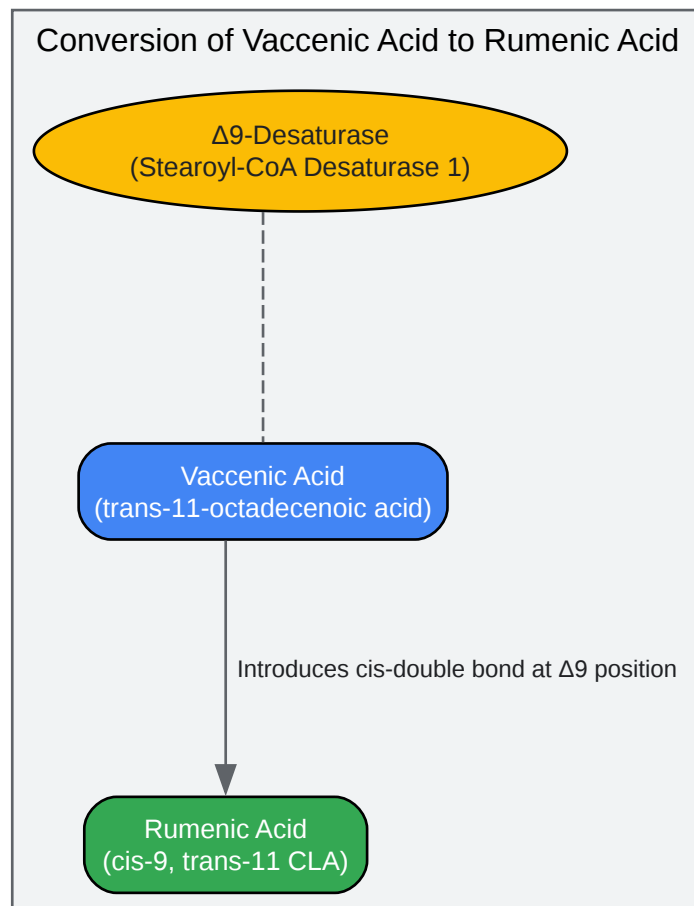 Conversion of Vaccenic Acid to Rumenic Acid
Δ9-Desaturase
(Stearoyl-CoA Desaturase 1)
Vaccenic Acid
(trans-11-octadecenoic acid)
Introduces cis-double bond at Δ9 position
Rumenic Acid
(cis-9, trans-11 CLA)